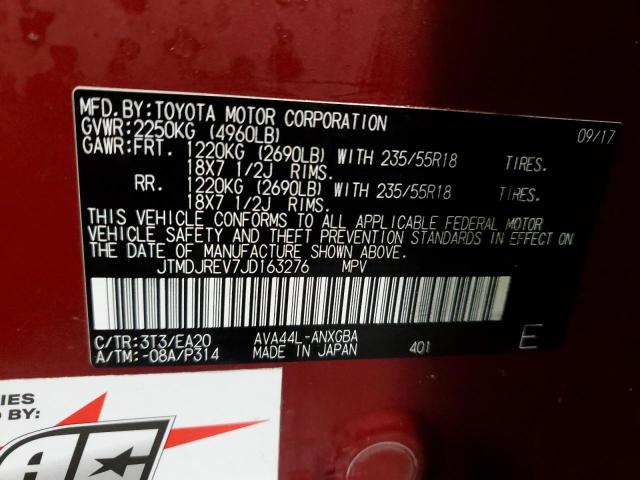 MFD.BY:TOYOTA MOTOR CORPORATION 09/17
GVWR:2250KG (4960LB)
GAWR:FRT. 1220KG (2690LB) WITH 235/55R18 TIRES.
18X7 1/2J RIMS.
RR. 1220KG (2690LB) WITH 235/55R18 TIRES.
18X7 1/2J RIMS.
THIS VEHICLE CONFORMS TO ALL APPLICABLE FEDERAL MOTOR
VEHICLE SAFETY AND THEFT PREVENTION STANDARDS IN EFFECT ON
THE DATE OF MANUFACTURE SHOWN ABOVE.
JTMDJREV7JD163276 MPV
C/TR:3T3/EA20 AVA44L-ANXGBA
A/TM:-08A/P314 MADE IN JAPAN 401 E
BY: